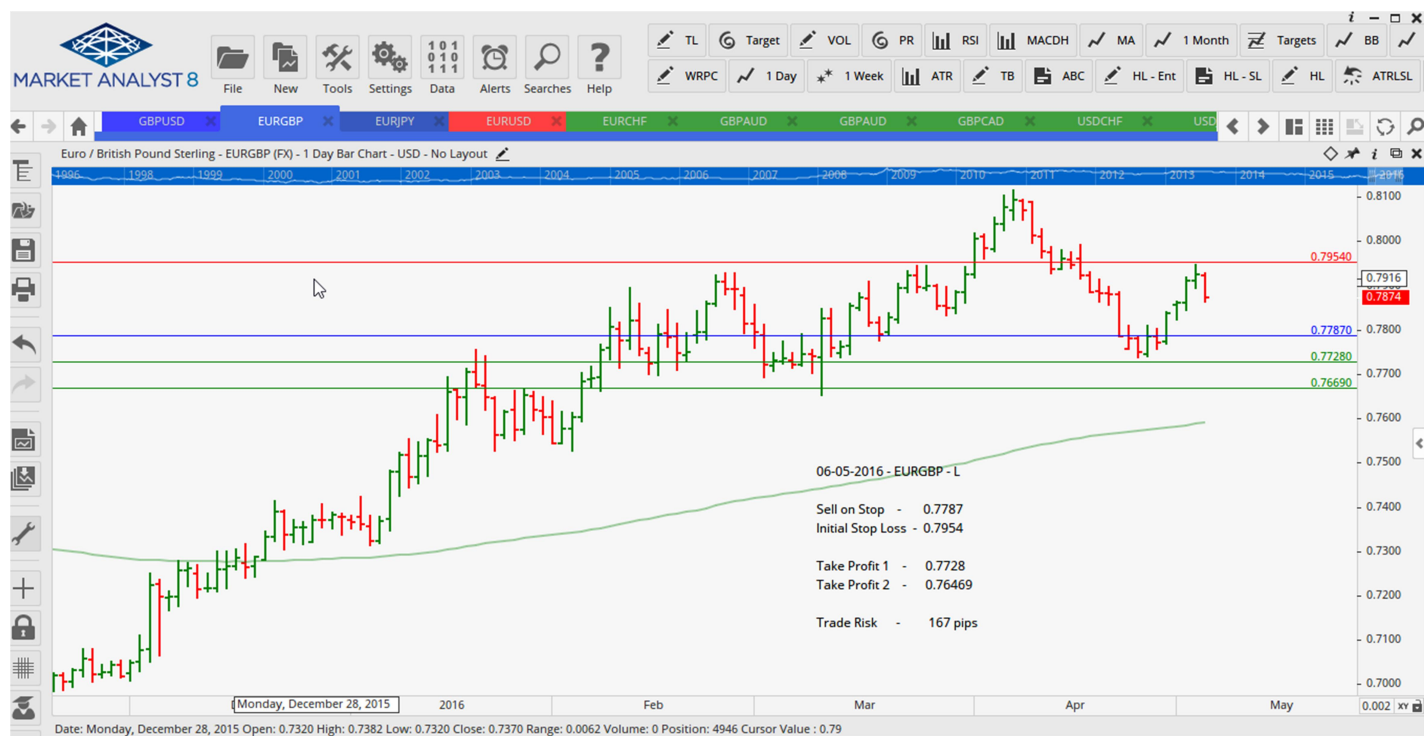 MARKET ANALYST 8
File New Tools Settings Data Alerts Searches Help
101
010
111
TL Target VOL PR RSI MACDH MA 1 Month Targets BB
WRPC 1 Day 1 Week ATR TB ABC HL - Ent HL - SL HL ATRLSL
GBPUSD EURGBP EURJPY EURUSD EURCHF GBPAUD GBPAUD GBPCAD USDCHF USD
Euro / British Pound Sterling - EURGBP (FX) - 1 Day Bar Chart - USD - No Layout
1996 1998 1999 2000 2001 2002 2003 2004 2005 2006 2007 2008 2009 2010 2011 2012 2013 2014 2015 2016
0.8100
0.8000
0.79540
0.7916
0.7874
0.7800
0.77870
0.77280
0.7700
0.76690
0.7600
0.7500
0.7400
0.7300
0.7200
0.7100
0.7000
06-05-2016 - EURGBP - L
Sell on Stop - 0.7787
Initial Stop Loss - 0.7954
Take Profit 1 - 0.7728
Take Profit 2 - 0.76469
Trade Risk - 167 pips
Monday, December 28, 2015 2016 Feb Mar Apr May 0.002 XY
Date: Monday, December 28, 2015 Open: 0.7320 High: 0.7382 Low: 0.7320 Close: 0.7370 Range: 0.0062 Volume: 0 Position: 4946 Cursor Value : 0.79